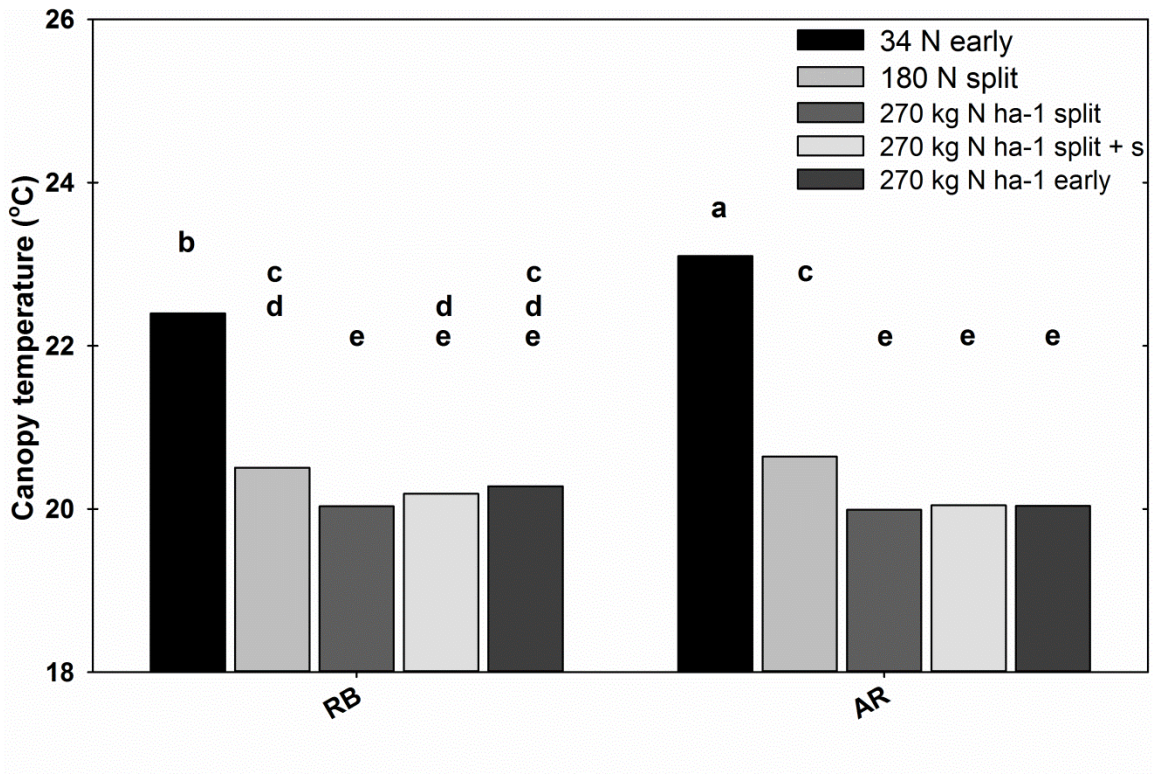 26
24
22
20
18
Canopy temperature (°C)
34 N early
180 N split
270 kg N ha-1 split
270 kg N ha-1 split + s
270 kg N ha-1 early
b
c
d
e
d
e
c
d
e
a
c
e
e
e
RB
AR